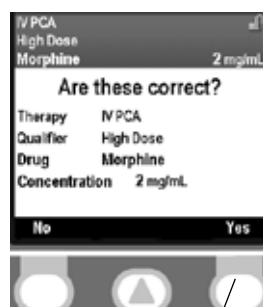 IV PCA
High Dose
Morphine 2 mg/mL
Are these correct?
Therapy IV PCA
Qualifier High Dose
Drug Morphine
Concentration 2 mg/mL
No Yes